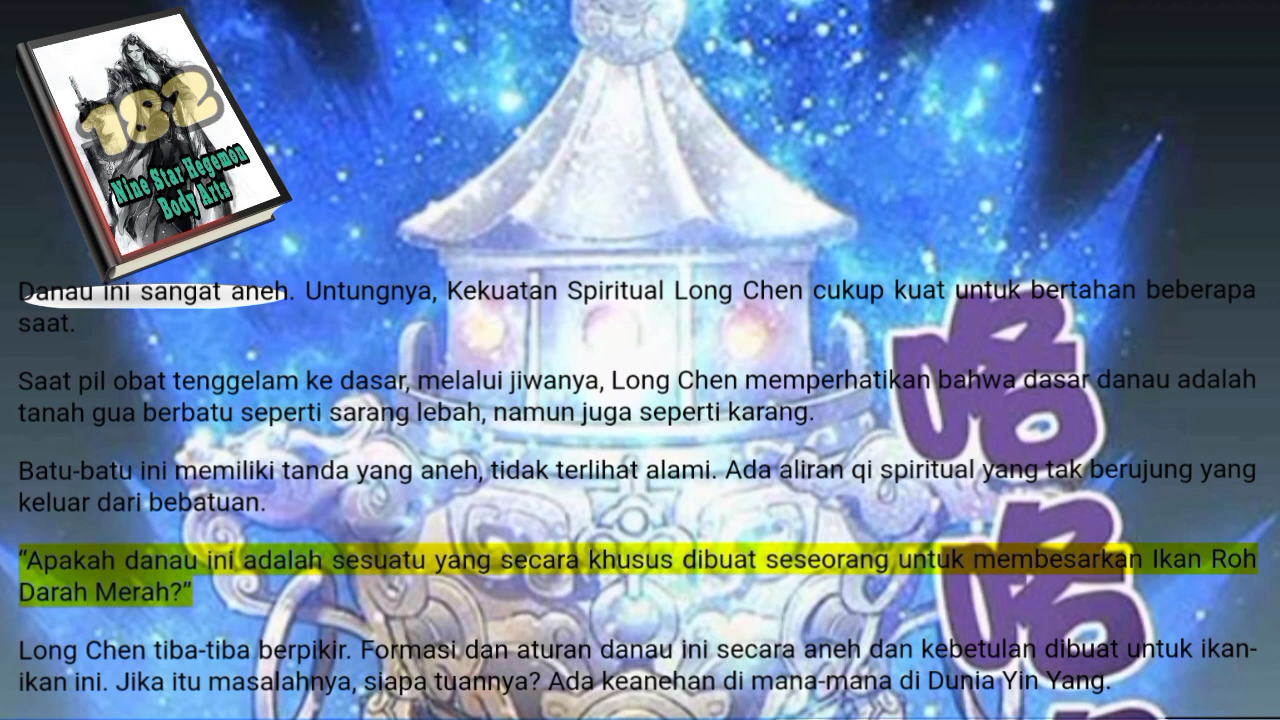 182
Nine Star Hegemon
Body Arts
Danau ini sangat aneh. Untungnya, Kekuatan Spiritual Long Chen cukup kuat untuk bertahan beberapa
saat.
Saat pil obat tenggelam ke dasar, melalui jiwanya, Long Chen memperhatikan bahwa dasar danau adalah
tanah gua berbatu seperti sarang lebah, namun juga seperti karang.
Batu-batu ini memiliki tanda yang aneh, tidak terlihat alami. Ada aliran qi spiritual yang tak berujung yang
keluar dari bebatuan.
“Apakah danau ini adalah sesuatu yang secara khusus dibuat seseorang untuk membesarkan Ikan Roh
Darah Merah?”
Long Chen tiba-tiba berpikir. Formasi dan aturan danau ini secara aneh dan kebetulan dibuat untuk ikan-
ikan ini. Jika itu masalahnya, siapa tuannya? Ada keanehan di mana-mana di Dunia Yin Yang.